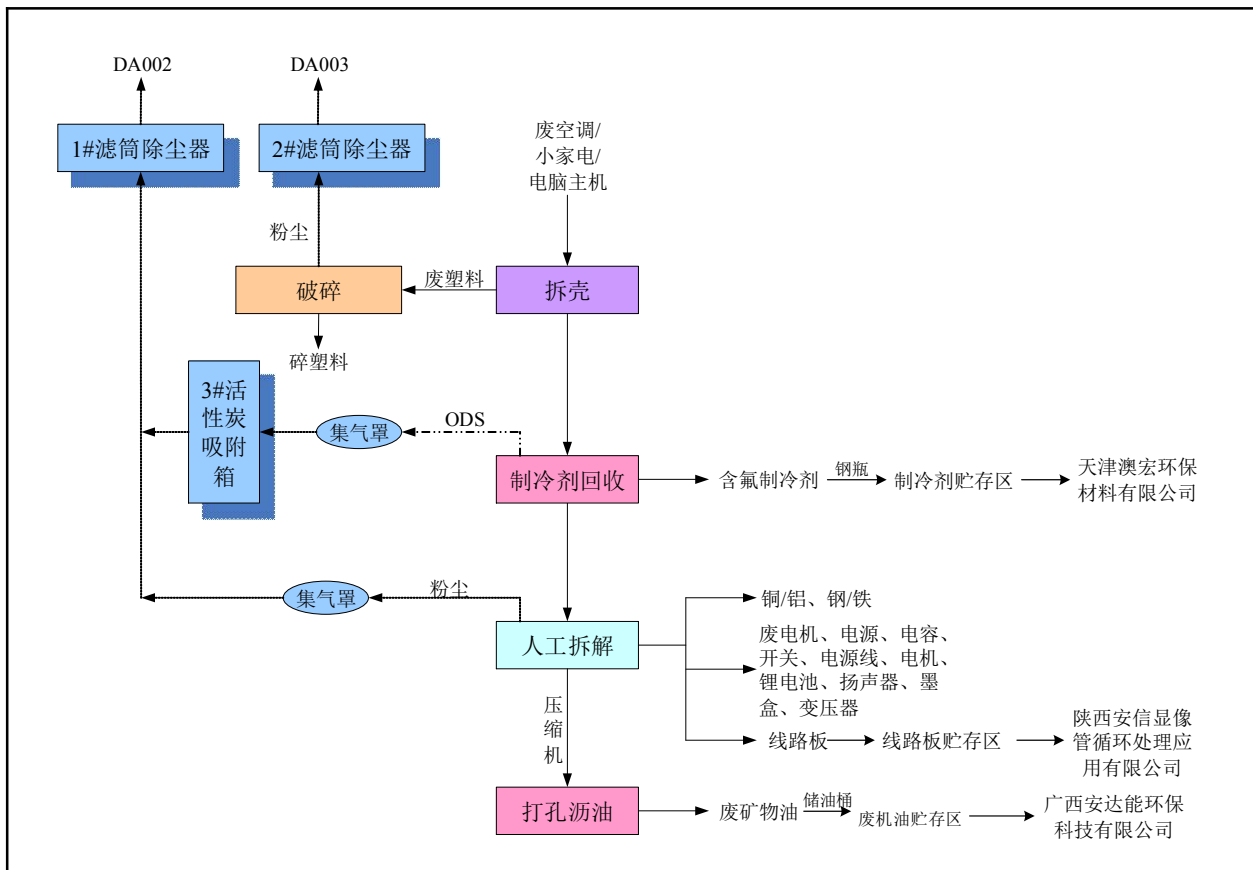 DA002
DA003
1#滤筒除尘器
2#滤筒除尘器
废空调/
小家电/
电脑主机
粉尘
破碎
废塑料
拆壳
碎塑料
3#活
性炭
吸附
箱
集气罩
ODS
制冷剂回收
含氟制冷剂
钢瓶
制冷剂贮存区
天津澳宏环保
材料有限公司
集气罩
粉尘
人工拆解
铜/铝、钢/铁
废电机、电源、电容、
开关、电源线、电机、
锂电池、扬声器、墨
盒、变压器
线路板
线路板贮存区
陕西安信显像
管循环处理应
用有限公司
压
缩
机
打孔沥油
废矿物油
储油桶
废机油贮存区
广西安达能环保
科技有限公司